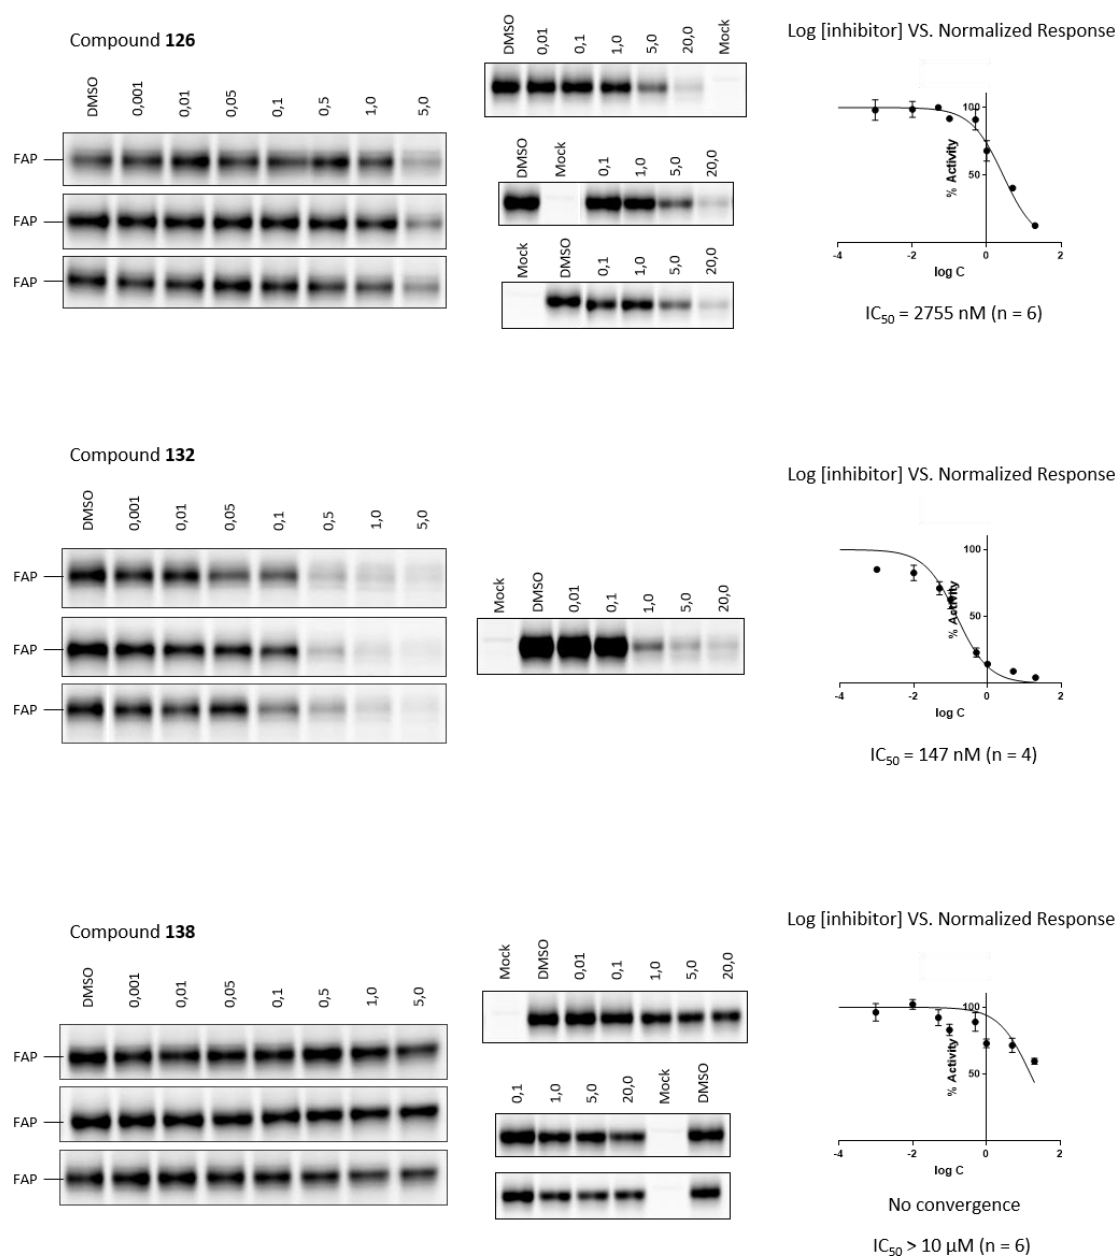 Compound 126
DMSO 0,001 0,01 0,05 0,1 0,5 1,0 5,0
FAP
FAP
FAP
DMSO 0,01 0,1 1,0 5,0 20,0 Mock
DMSO Mock 0,1 1,0 5,0 20,0
Mock DMSO 0,1 1,0 5,0 20,0
Log [inhibitor] VS. Normalized Response
100
50
% Activity
-4 -2 0 2
log C
IC50 = 2755 nM (n = 6)
Compound 132
DMSO 0,001 0,01 0,05 0,1 0,5 1,0 5,0
FAP
FAP
FAP
Mock DMSO 0,01 0,1 1,0 5,0 20,0
Log [inhibitor] VS. Normalized Response
100
50
% Activity
-4 -2 0 2
log C
IC50 = 147 nM (n = 4)
Compound 138
DMSO 0,001 0,01 0,05 0,1 0,5 1,0 5,0
FAP
FAP
FAP
Mock DMSO 0,01 0,1 1,0 5,0 20,0
0,1 1,0 5,0 20,0 Mock DMSO
Log [inhibitor] VS. Normalized Response
100
50
% Activity
-4 -2 0 2
log C
No convergence
IC50 > 10 µM (n = 6)